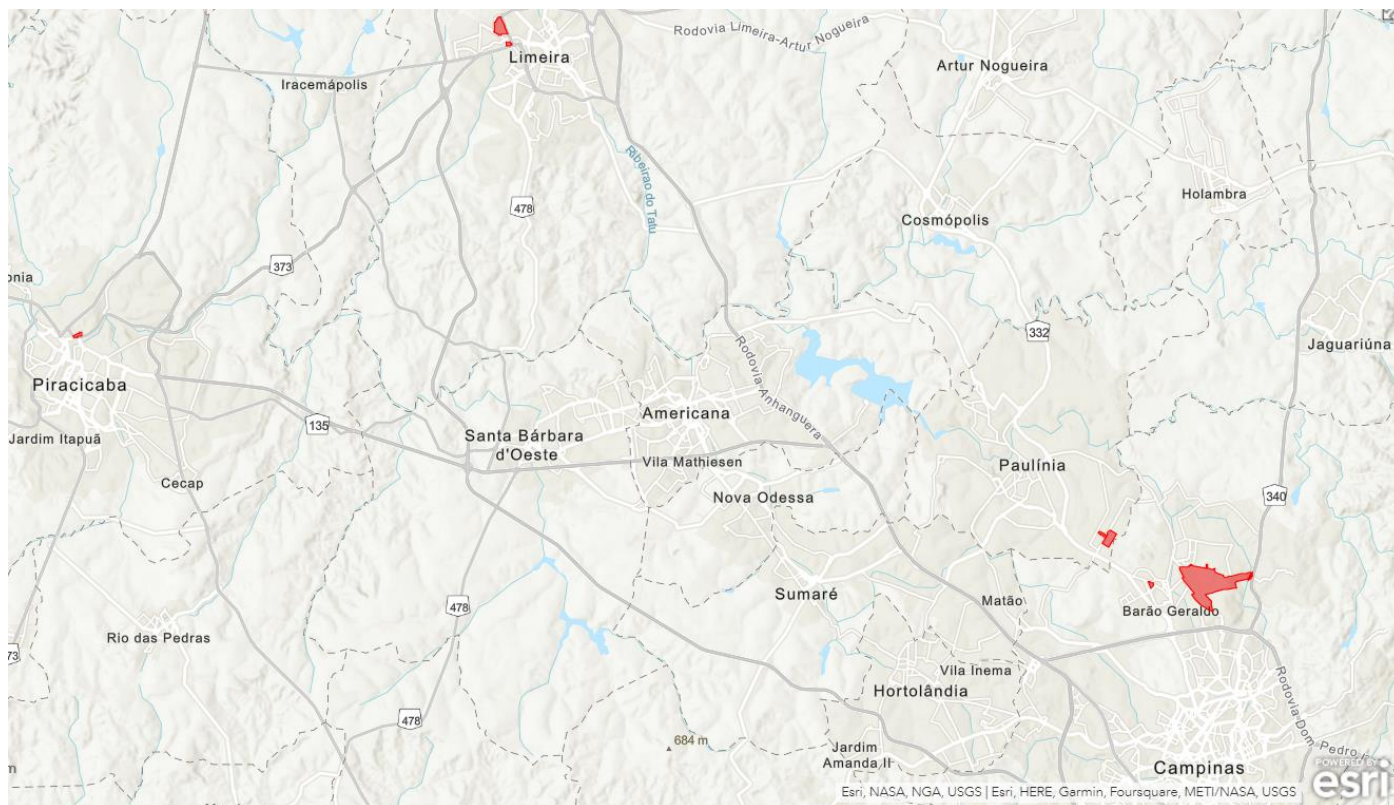 Rodovia Limeira-Artur Nogueira
Limeira
Artur Nogueira
Iracemápolis
Ribeirao do Tatu
Holambra
478
Cosmópolis
373
onia
332
Jaguariúna
Piracicaba
Rodovia Anhanguera
Americana
135
Jardim Itapuã
Santa Bárbara
d'Oeste
Vila Mathiesen
Paulínia
Cecap
Nova Odessa
340
Sumaré
Matão
478
Barão Geraldo
Rio das Pedras
73
Vila Inema
Hortolândia
Rodovia Dom Pedro
478
684 m
Jardim
Amanda II
m
Campinas
POWERED BY
esri
Esri, NASA, NGA, USGS | Esri, HERE, Garmin, Foursquare, METI/NASA, USGS